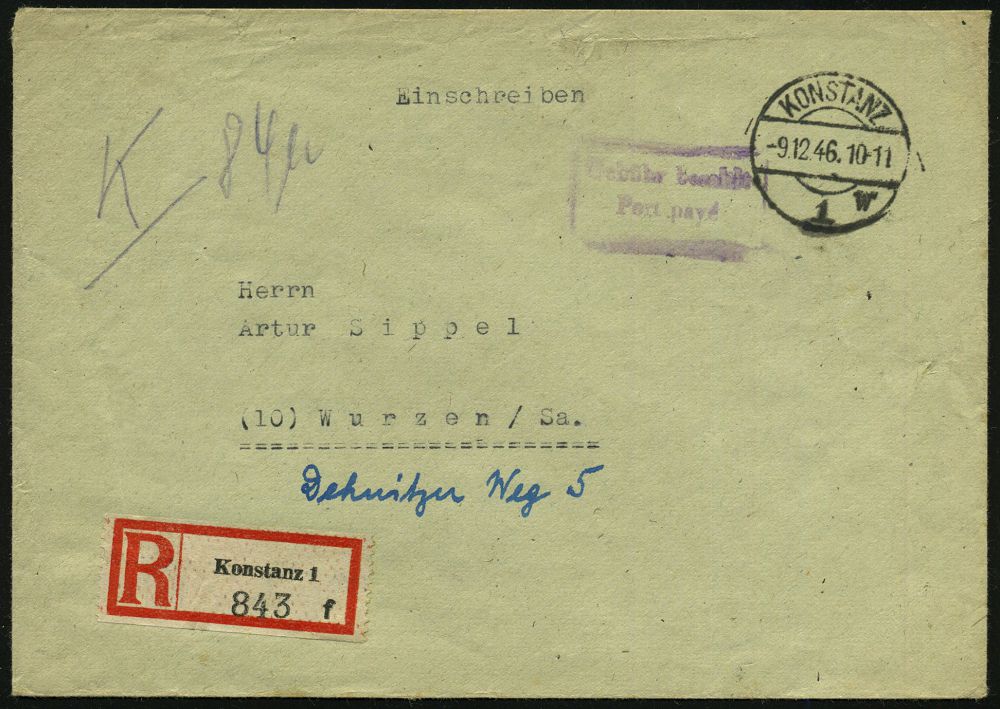 Einschreiben
KONSTANZ
-9.12.46.10-11
1 w
K 84
Gebühr bezahlt
Port payé
Herrn
Artur Sippel
(10) Wurzen/Sa.
Dehnitzer Weg 5
R
Konstanz 1
843 f